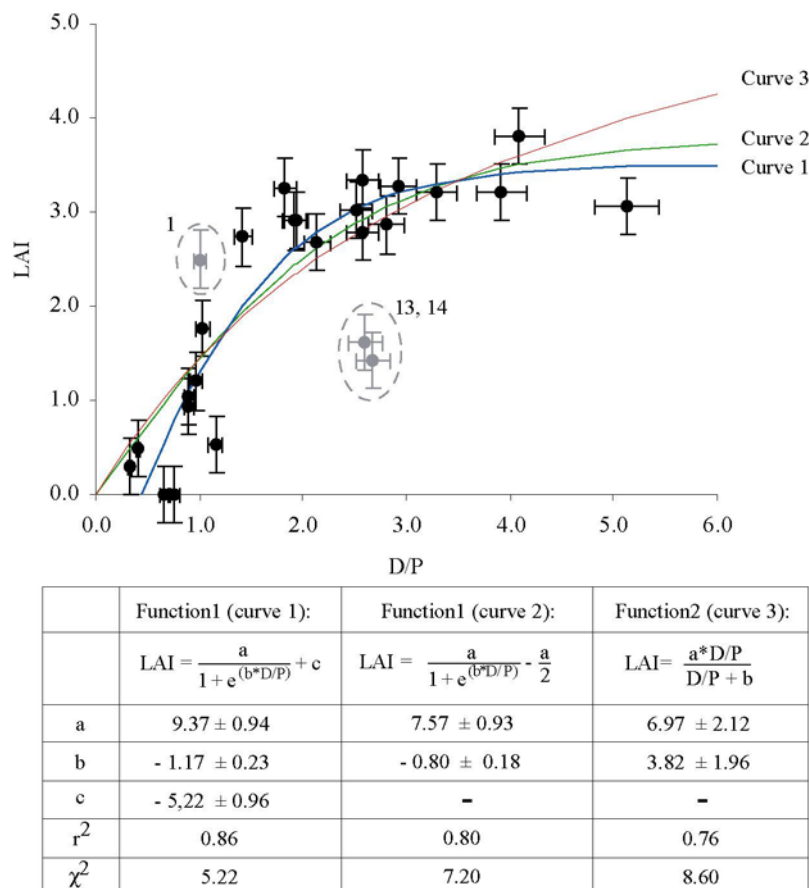 5.0
4.0
3.0
2.0
1.0
0.0
LAI
0.0 1.0 2.0 3.0 4.0 5.0 6.0
D/P
1
13, 14
Curve 3
Curve 2
Curve 1
Function1 (curve 1): Function1 (curve 2): Function2 (curve 3):
LAI = a / (1 + e^(b*D/P)) + c LAI = a / (1 + e^(b*D/P)) - a/2 LAI= a*D/P / (D/P + b)
a 9.37 ± 0.94 7.57 ± 0.93 6.97 ± 2.12
b - 1.17 ± 0.23 -0.80 ± 0.18 3.82 ± 1.96
c - 5,22 ± 0.96 - -
r² 0.86 0.80 0.76
χ² 5.22 7.20 8.60